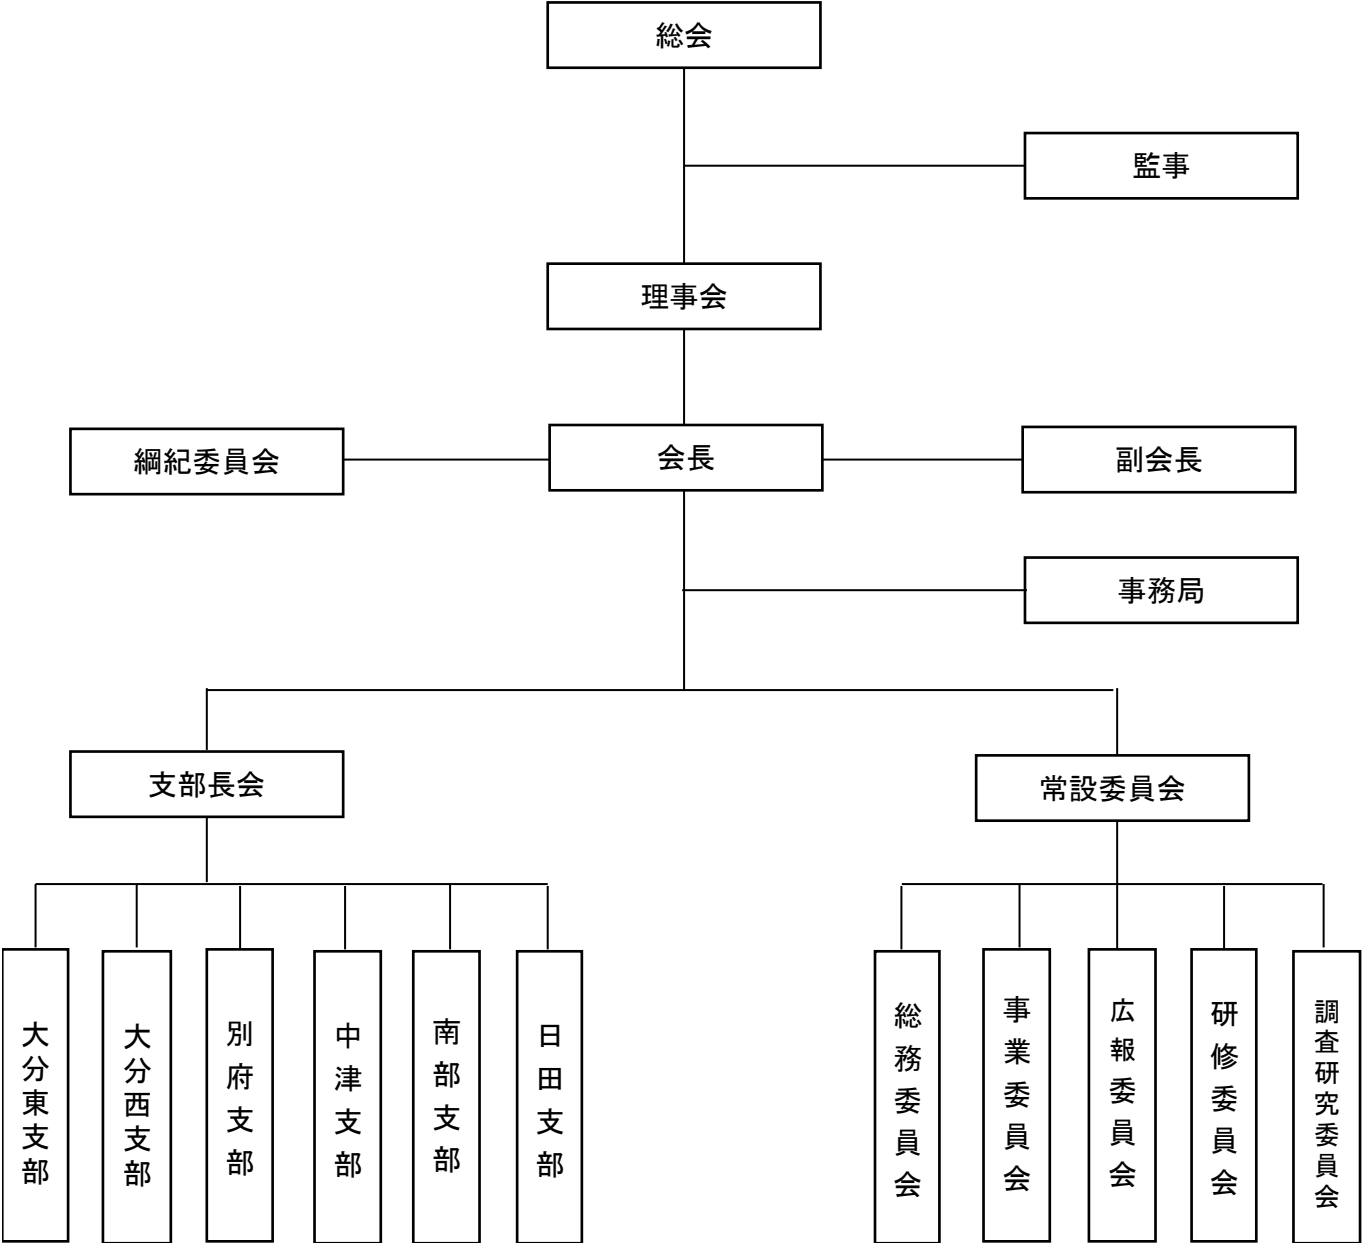 総会
監事
理事会
綱紀委員会
会長
副会長
事務局
支部長会
常設委員会
大分東支部
大分西支部
別府支部
中津支部
南部支部
日田支部
総務委員会
事業委員会
広報委員会
研修委員会
調査研究委員会